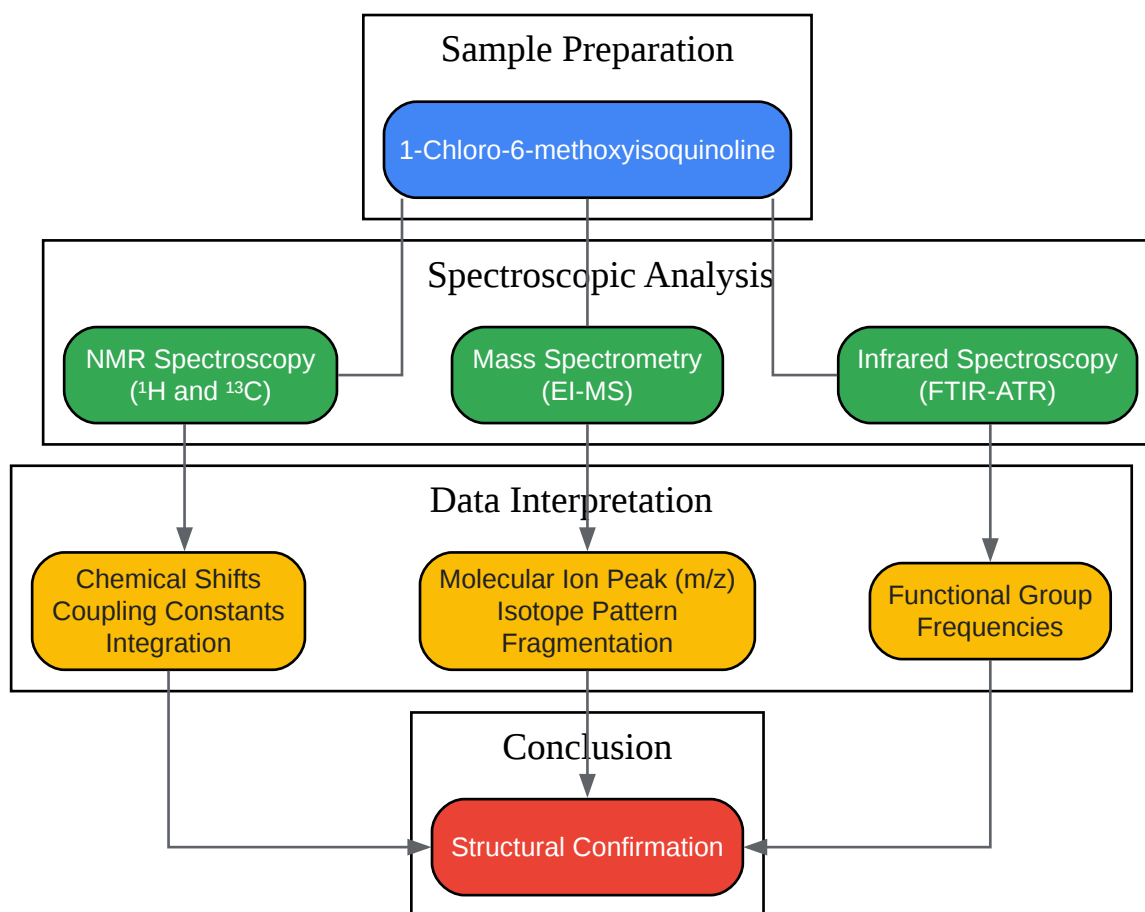 Sample Preparation
1-Chloro-6-methoxyisoquinoline
Spectroscopic Analysis
NMR Spectroscopy
(¹H and ¹³C)
Mass Spectrometry
(EI-MS)
Infrared Spectroscopy
(FTIR-ATR)
Data Interpretation
Chemical Shifts
Coupling Constants
Integration
Molecular Ion Peak (m/z)
Isotope Pattern
Fragmentation
Functional Group
Frequencies
Conclusion
Structural Confirmation